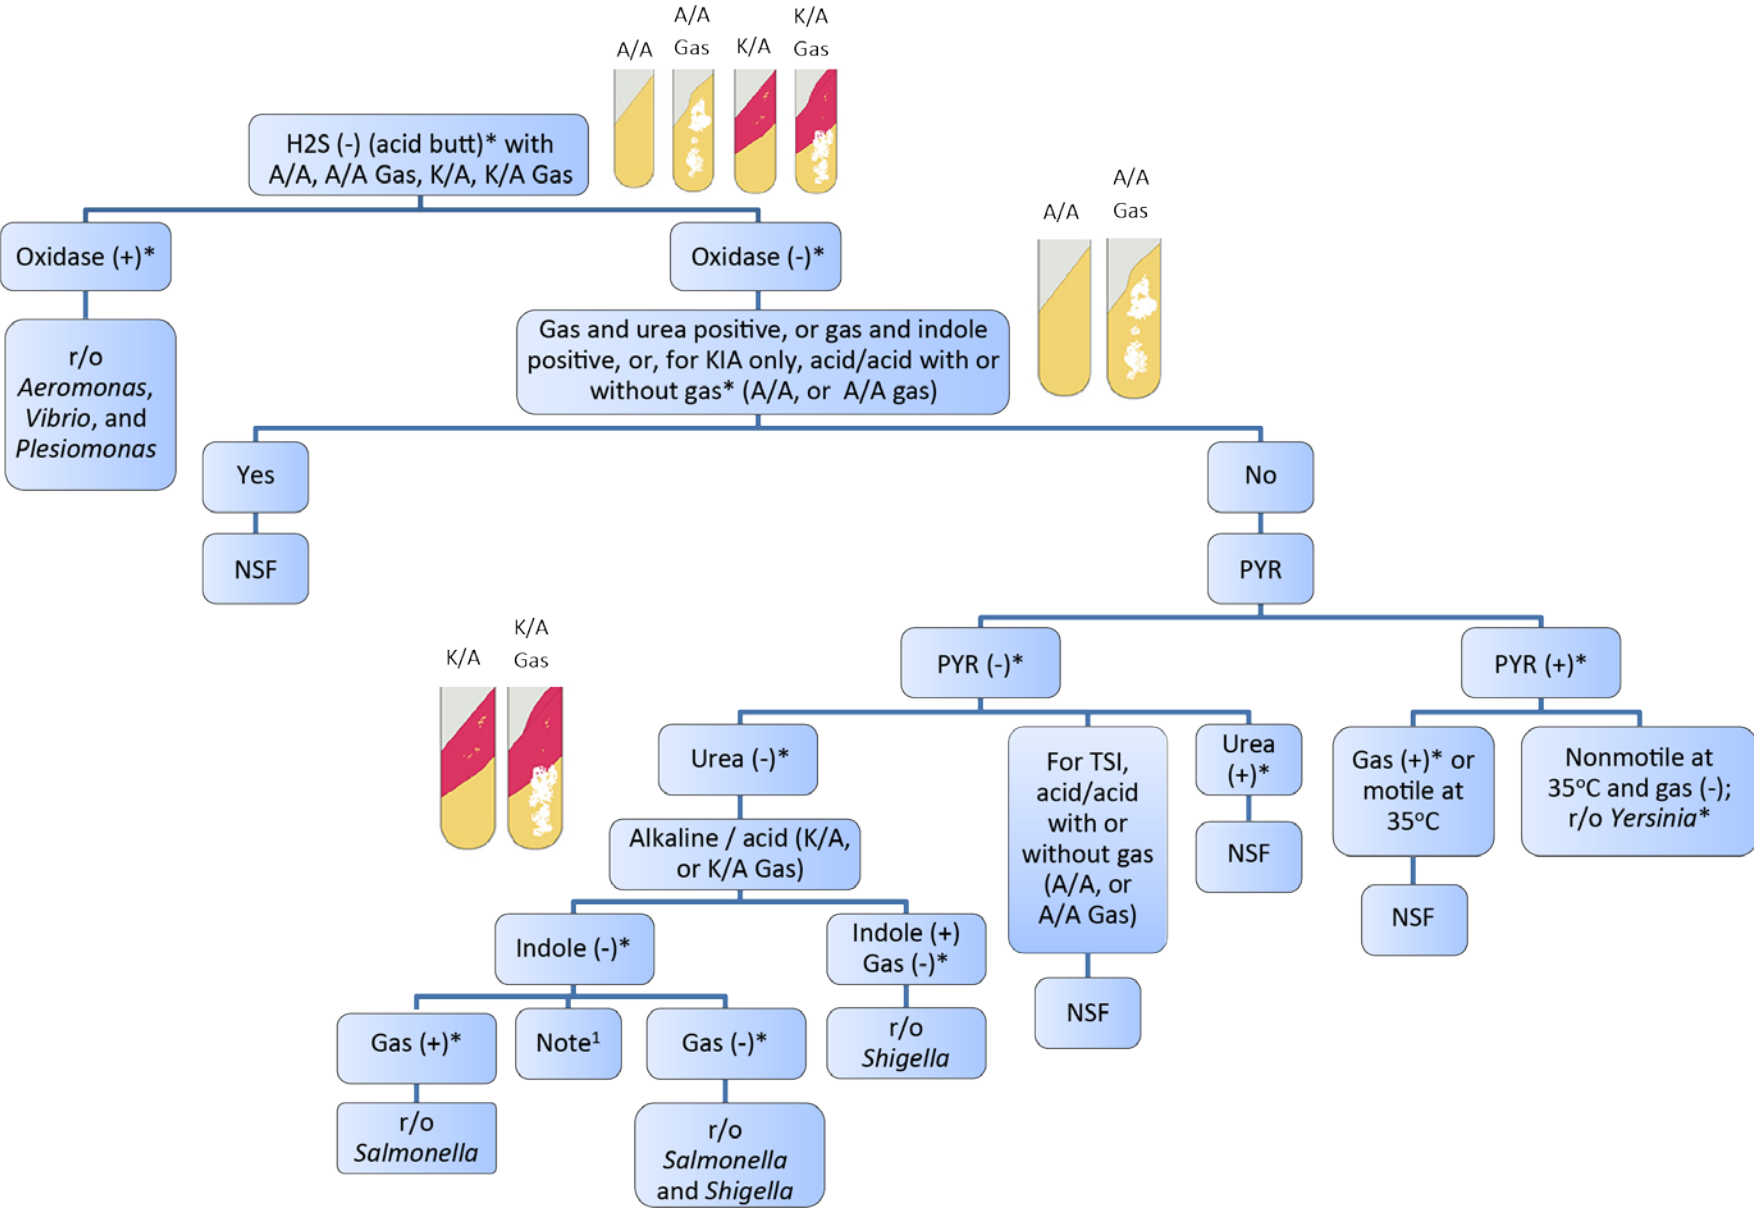 A/A
A/A
Gas
K/A
K/A
Gas
H2S (-) (acid butt)* with
A/A, A/A Gas, K/A, K/A Gas
A/A
A/A
Gas
Oxidase (+)*
Oxidase (-)*
r/o
Aeromonas,
Vibrio, and
Plesiomonas
Gas and urea positive, or gas and indole
positive, or, for KIA only, acid/acid with or
without gas* (A/A, or A/A gas)
Yes
No
NSF
PYR
K/A
K/A
Gas
PYR (-)*
PYR (+)*
Urea (-)*
For TSI,
acid/acid
with or
without gas
(A/A, or
A/A Gas)
Urea
(+)*
Gas (+)* or
motile at
35°C
Nonmotile at
35°C and gas (-);
r/o Yersinia*
Alkaline / acid (K/A,
or K/A Gas)
NSF
NSF
Indole (-)*
Indole (+)
Gas (-)*
NSF
Gas (+)*
Note¹
Gas (-)*
r/o
Shigella
r/o
Salmonella
r/o
Salmonella
and Shigella